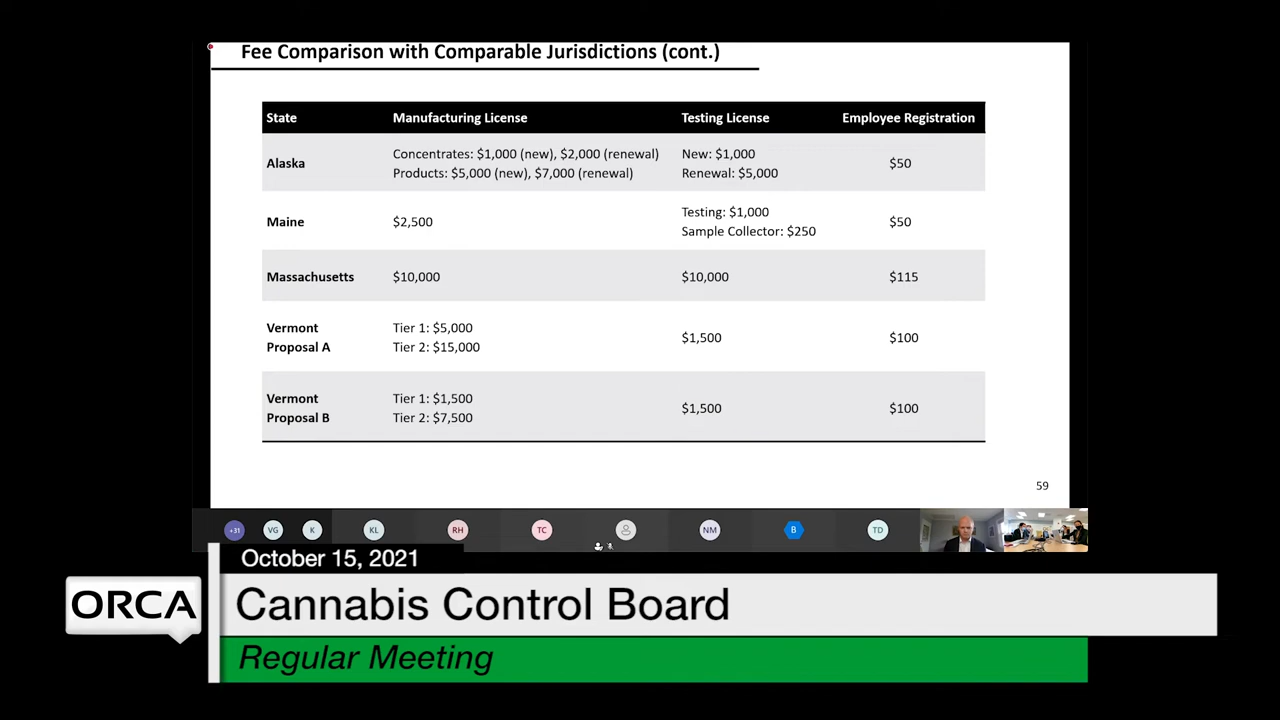 Fee Comparison with Comparable Jurisdictions (cont.)
State Manufacturing License Testing License Employee Registration
Alaska Concentrates: $1,000 (new), $2,000 (renewal) Products: $5,000 (new), $7,000 (renewal) New: $1,000 Renewal: $5,000 $50
Maine $2,500 Testing: $1,000 Sample Collector: $250 $50
Massachusetts $10,000 $10,000 $115
Vermont Proposal A Tier 1: $5,000 Tier 2: $15,000 $1,500 $100
Vermont Proposal B Tier 1: $1,500 Tier 2: $7,500 $1,500 $100
59
+31 VG K KL RH TC NM B TD
October 15, 2021
ORCA
Cannabis Control Board
Regular Meeting